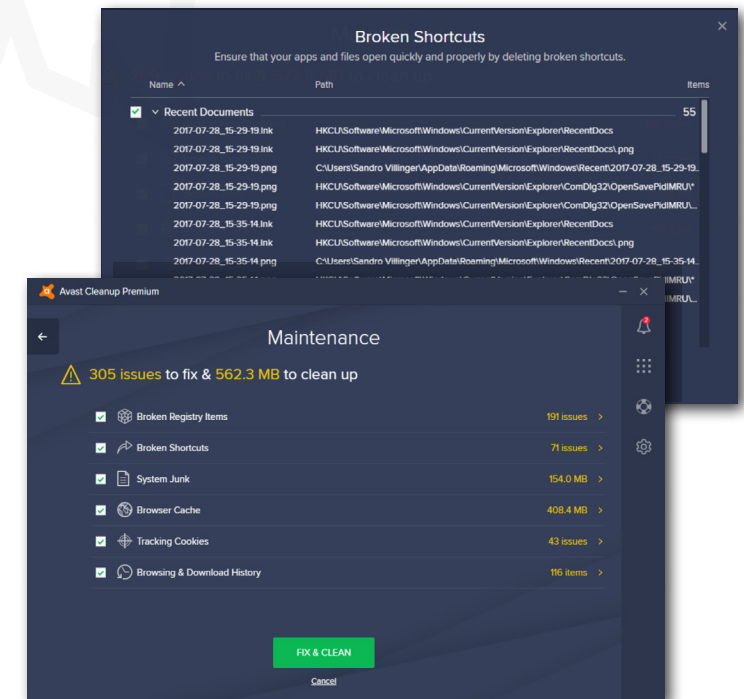 Broken Shortcuts
Ensure that your apps and files open quickly and properly by deleting broken shortcuts.
Name Path Items
Recent Documents 55
2017-07-28_15-29-19.lnk HKCU\Software\Microsoft\Windows\CurrentVersion\Explorer\RecentDocs
2017-07-28_15-29-19.lnk HKCU\Software\Microsoft\Windows\CurrentVersion\Explorer\RecentDocs\.png
2017-07-28_15-29-19.png C:\Users\Sandro Villinger\AppData\Roaming\Microsoft\Windows\Recent\2017-07-28_15-29-19...
2017-07-28_15-29-19.png HKCU\Software\Microsoft\Windows\CurrentVersion\Explorer\ComDlg32\OpenSavePidlMRU\*
2017-07-28_15-29-19.png HKCU\Software\Microsoft\Windows\CurrentVersion\Explorer\ComDlg32\OpenSavePidlMRU\...
2017-07-28_15-35-14.lnk HKCU\Software\Microsoft\Windows\CurrentVersion\Explorer\RecentDocs
2017-07-28_15-35-14.lnk HKCU\Software\Microsoft\Windows\CurrentVersion\Explorer\RecentDocs\.png
2017-07-28_15-35-14.png C:\Users\Sandro Villinger\AppData\Roaming\Microsoft\Windows\Recent\2017-07-28_15-35-14...
Avast Cleanup Premium
2
Maintenance
305 issues to fix & 562.3 MB to clean up
Broken Registry Items 191 issues
Broken Shortcuts 71 issues
System Junk 154.0 MB
Browser Cache 408.4 MB
Tracking Cookies 43 issues
Browsing & Download History 116 items
FIX & CLEAN
Cancel